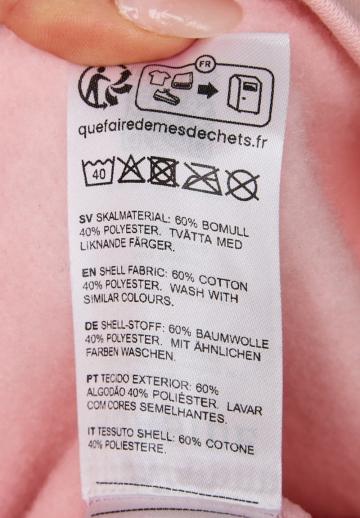 FR
quefairedemesdechets.fr
40
SV SKALMATERIAL: 60% BOMULL
40% POLYESTER. TVÄTTA MED
LIKNANDE FÄRGER.
EN SHELL FABRIC: 60% COTTON
40% POLYESTER. WASH WITH
SIMILAR COLOURS.
DE SHELL-STOFF: 60% BAUMWOLLE
40% POLYESTER. MIT ÄHNLICHEN
FARBEN WASCHEN.
PT TECIDO EXTERIOR: 60%
ALGODÃO 40% POLIÉSTER. LAVAR
COM CORES SEMELHANTES.
IT TESSUTO SHELL: 60% COTONE
40% POLIESTERE.